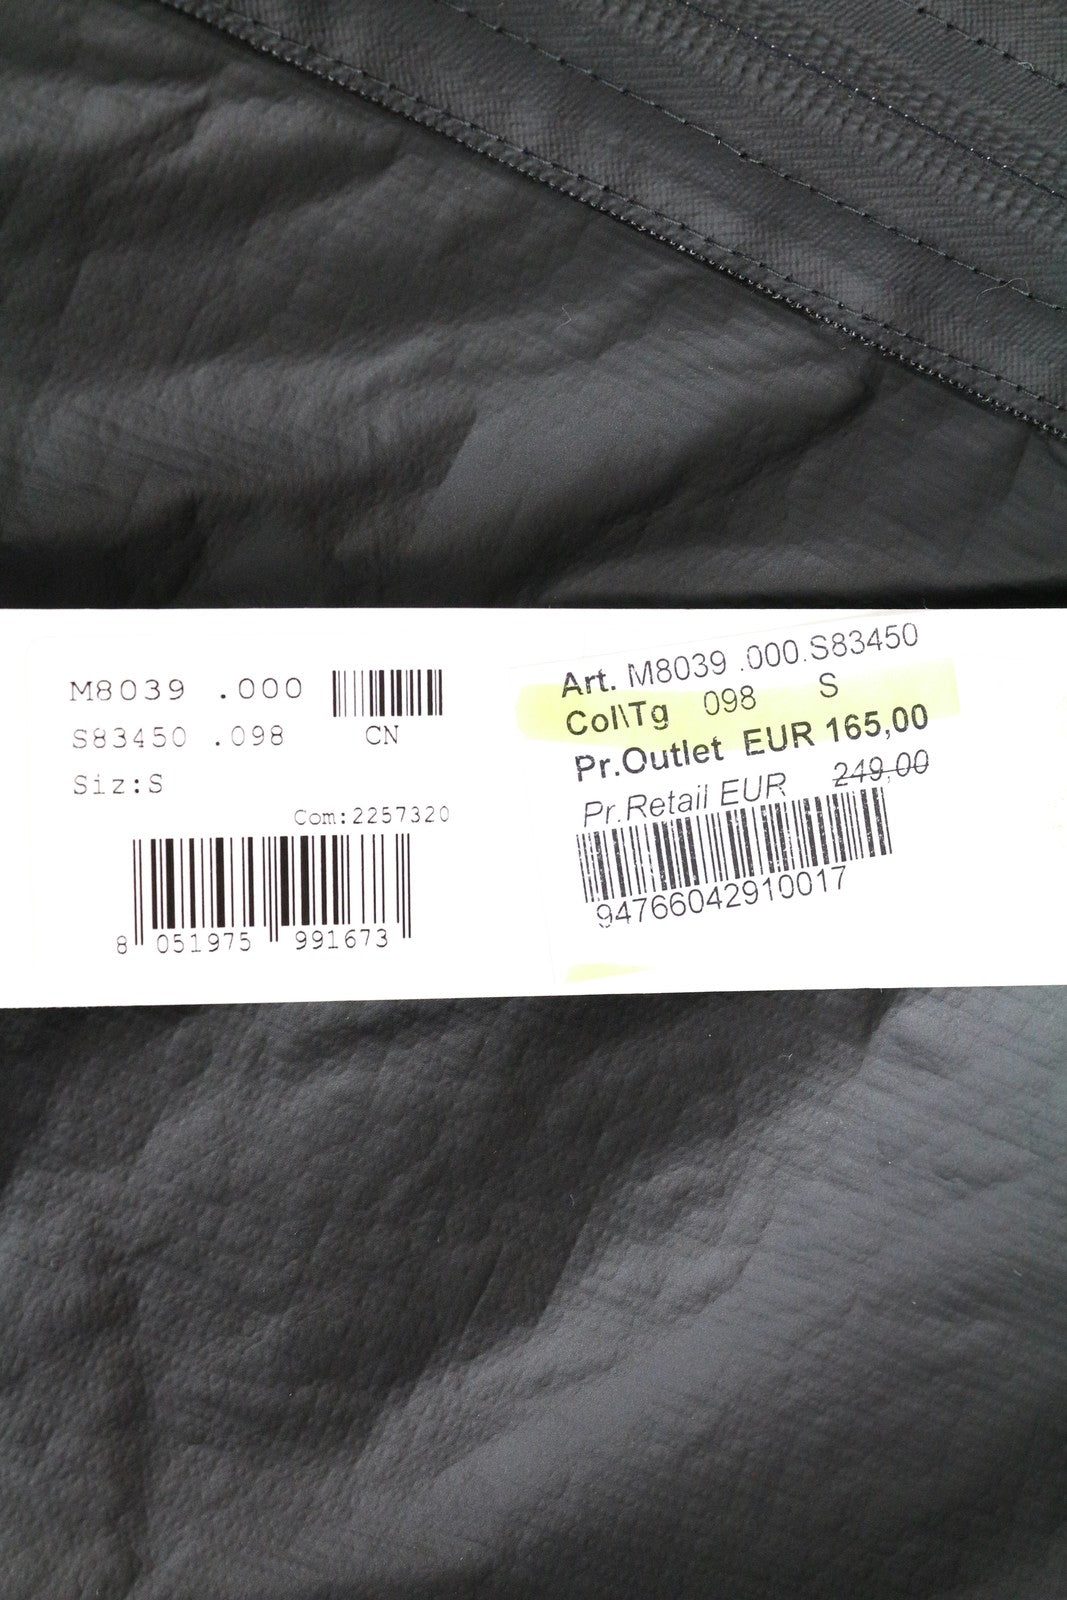 M8039 .000
S83450 .098
CN
Siz:S
Com:2257320
8 051975 991673
Art. M8039 .000.S83450
Col\Tg 098 S
Pr.Outlet EUR 165,00
Pr.Retail EUR 249,00
94766042910017